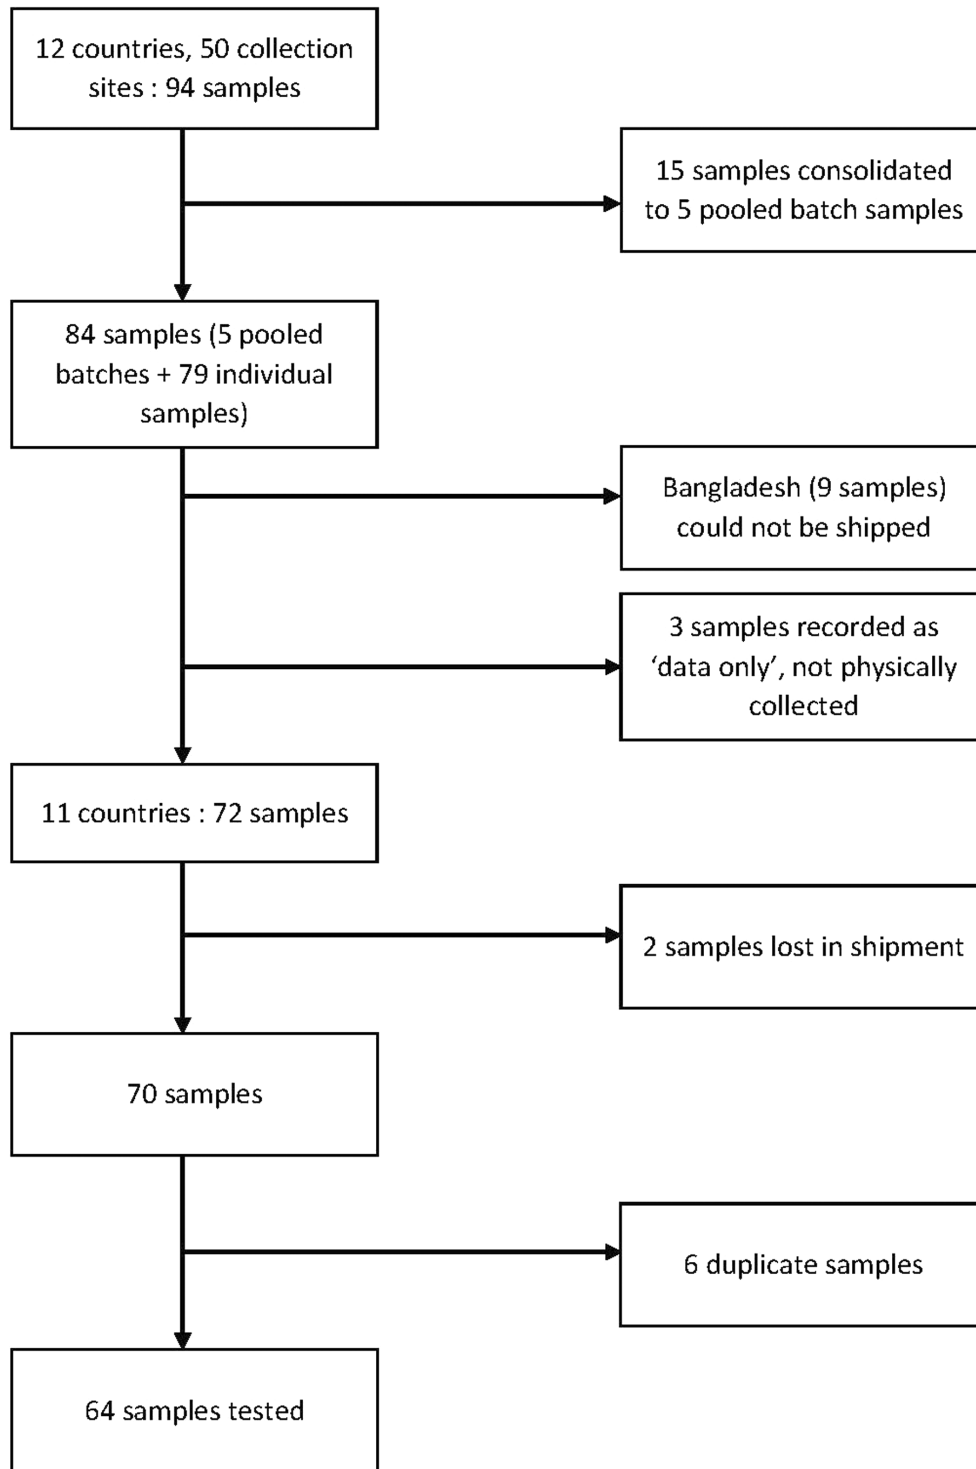 12 countries, 50 collection
sites : 94 samples
15 samples consolidated
to 5 pooled batch samples
84 samples (5 pooled
batches + 79 individual
samples)
Bangladesh (9 samples)
could not be shipped
3 samples recorded as
‘data only’, not physically
collected
11 countries : 72 samples
2 samples lost in shipment
70 samples
6 duplicate samples
64 samples tested